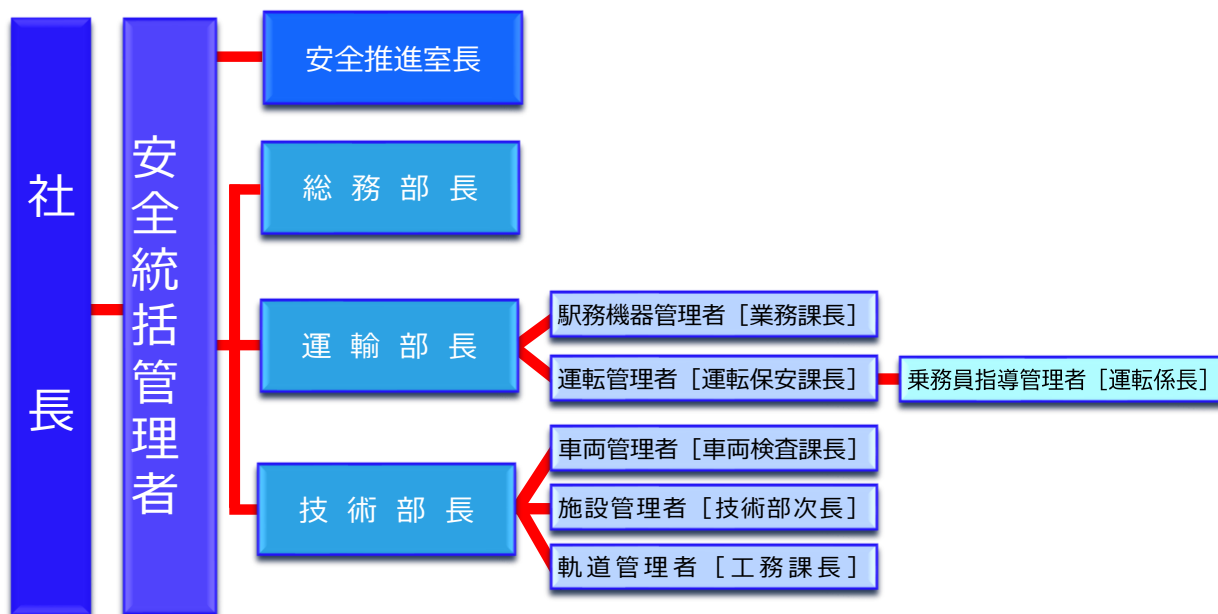 社長
安全統括管理者
安全推進室長
総務部長
運輸部長
駅務機器管理者［業務課長］
運転管理者［運転保安課長］
乗務員指導管理者［運転係長］
技術部長
車両管理者［車両検査課長］
施設管理者［技術部次長］
軌道管理者［工務課長］